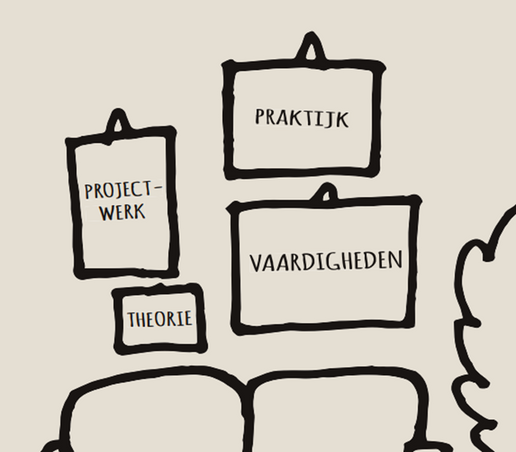 PRAKTIJK
PROJECT-
WERK
VAARDIGHEDEN
THEORIE